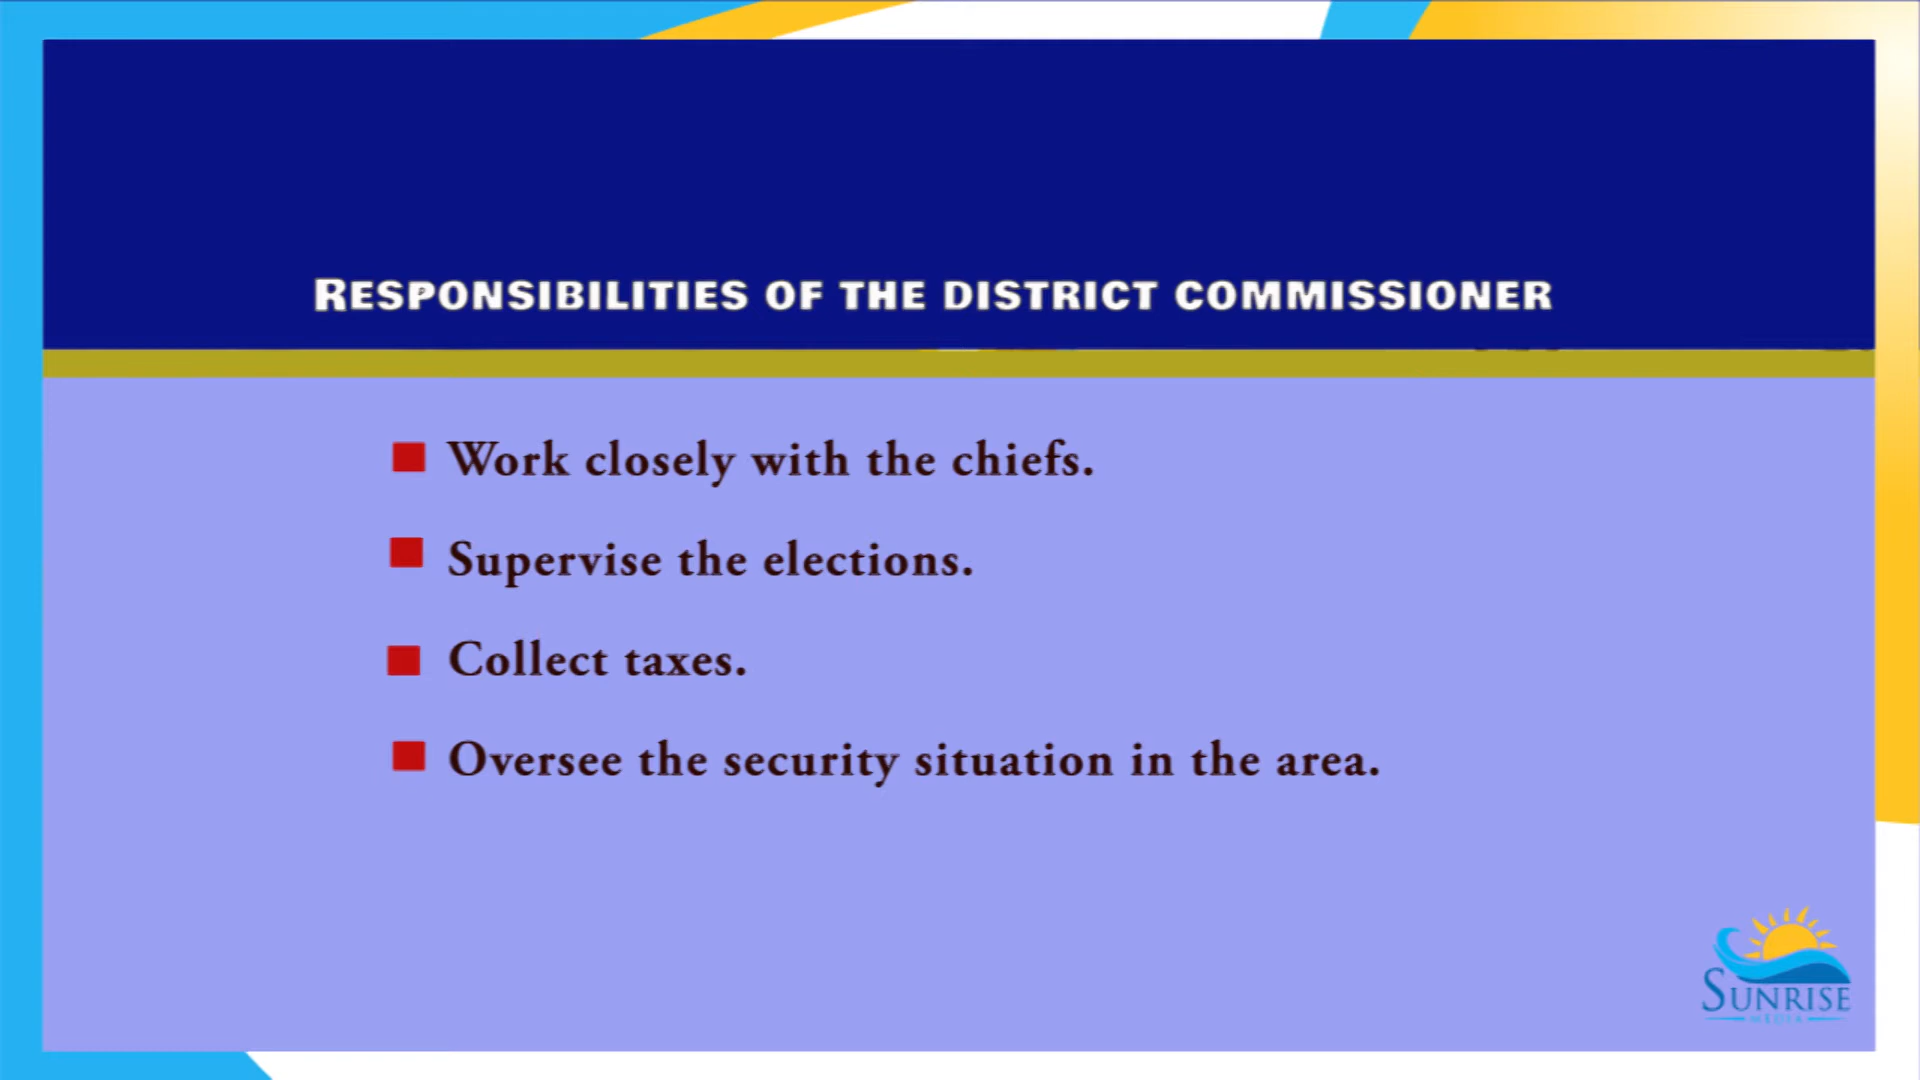 RESPONSIBILITIES OF THE DISTRICT COMMISSIONER
Work closely with the chiefs.
Supervise the elections.
Collect taxes.
Oversee the security situation in the area.
SUNRISE
MEDIA